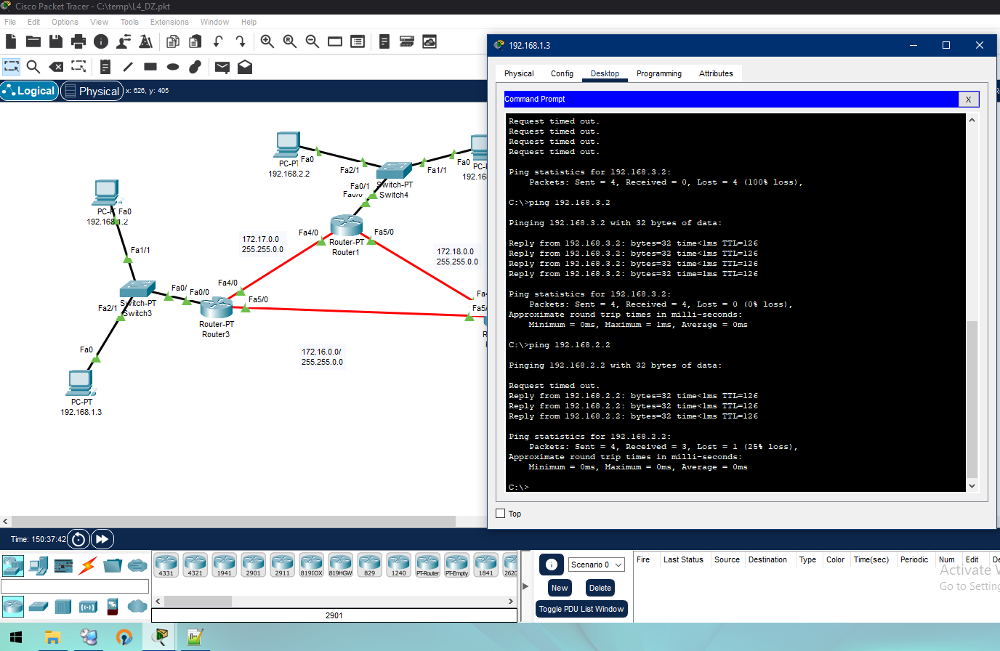 Cisco Packet Tracer - C:\temp\L4_DZ.pkt
File Edit Options View Tools Extensions Window Help
Logical Physical x: 626, y: 405
PC-PT
192.168.2.2
Fa0
Fa2/1
Fa0/1
Switch-PT
Switch4
Fa1/1
Fa0
192.16
192.168.1.2
Fa0
Fa1/1
Switch-PT
Switch3
Fa2/1
Fa0/
Fa0/0
Fa0
PC-PT
192.168.1.3
Fa4/0
Fa5/0
Router-PT
Router3
172.17.0.0
255.255.0.0
Fa4/0
Fa5/0
Router-PT
Router1
172.18.0.0
255.255.0.0
172.16.0.0/
255.255.0.0
192.168.1.3
Physical Config Desktop Programming Attributes
Command Prompt
X
Request timed out.
Request timed out.
Request timed out.
Request timed out.
Ping statistics for 192.168.3.2:
Packets: Sent = 4, Received = 0, Lost = 4 (100% loss),
C:\>ping 192.168.3.2
Pinging 192.168.3.2 with 32 bytes of data:
Reply from 192.168.3.2: bytes=32 time<1ms TTL=126
Reply from 192.168.3.2: bytes=32 time<1ms TTL=126
Reply from 192.168.3.2: bytes=32 time<1ms TTL=126
Reply from 192.168.3.2: bytes=32 time=1ms TTL=126
Ping statistics for 192.168.3.2:
Packets: Sent = 4, Received = 4, Lost = 0 (0% loss),
Approximate round trip times in milli-seconds:
Minimum = 0ms, Maximum = 1ms, Average = 0ms
C:\>ping 192.168.2.2
Pinging 192.168.2.2 with 32 bytes of data:
Request timed out.
Reply from 192.168.2.2: bytes=32 time<1ms TTL=126
Reply from 192.168.2.2: bytes=32 time<1ms TTL=126
Reply from 192.168.2.2: bytes=32 time<1ms TTL=126
Ping statistics for 192.168.2.2:
Packets: Sent = 4, Received = 3, Lost = 1 (25% loss),
Approximate round trip times in milli-seconds:
Minimum = 0ms, Maximum = 0ms, Average = 0ms
C:\>
Top
Time: 150:37:42
4331 4321 1941 2901 2911 819IOX 819HGW 829 1240 PT-Router PT-Empty 1841 2620
2901
Scenario 0
New Delete
Toggle PDU List Window
Fire Last Status Source Destination Type Color Time(sec) Periodic Num Edit De
Activate
Go to Setting